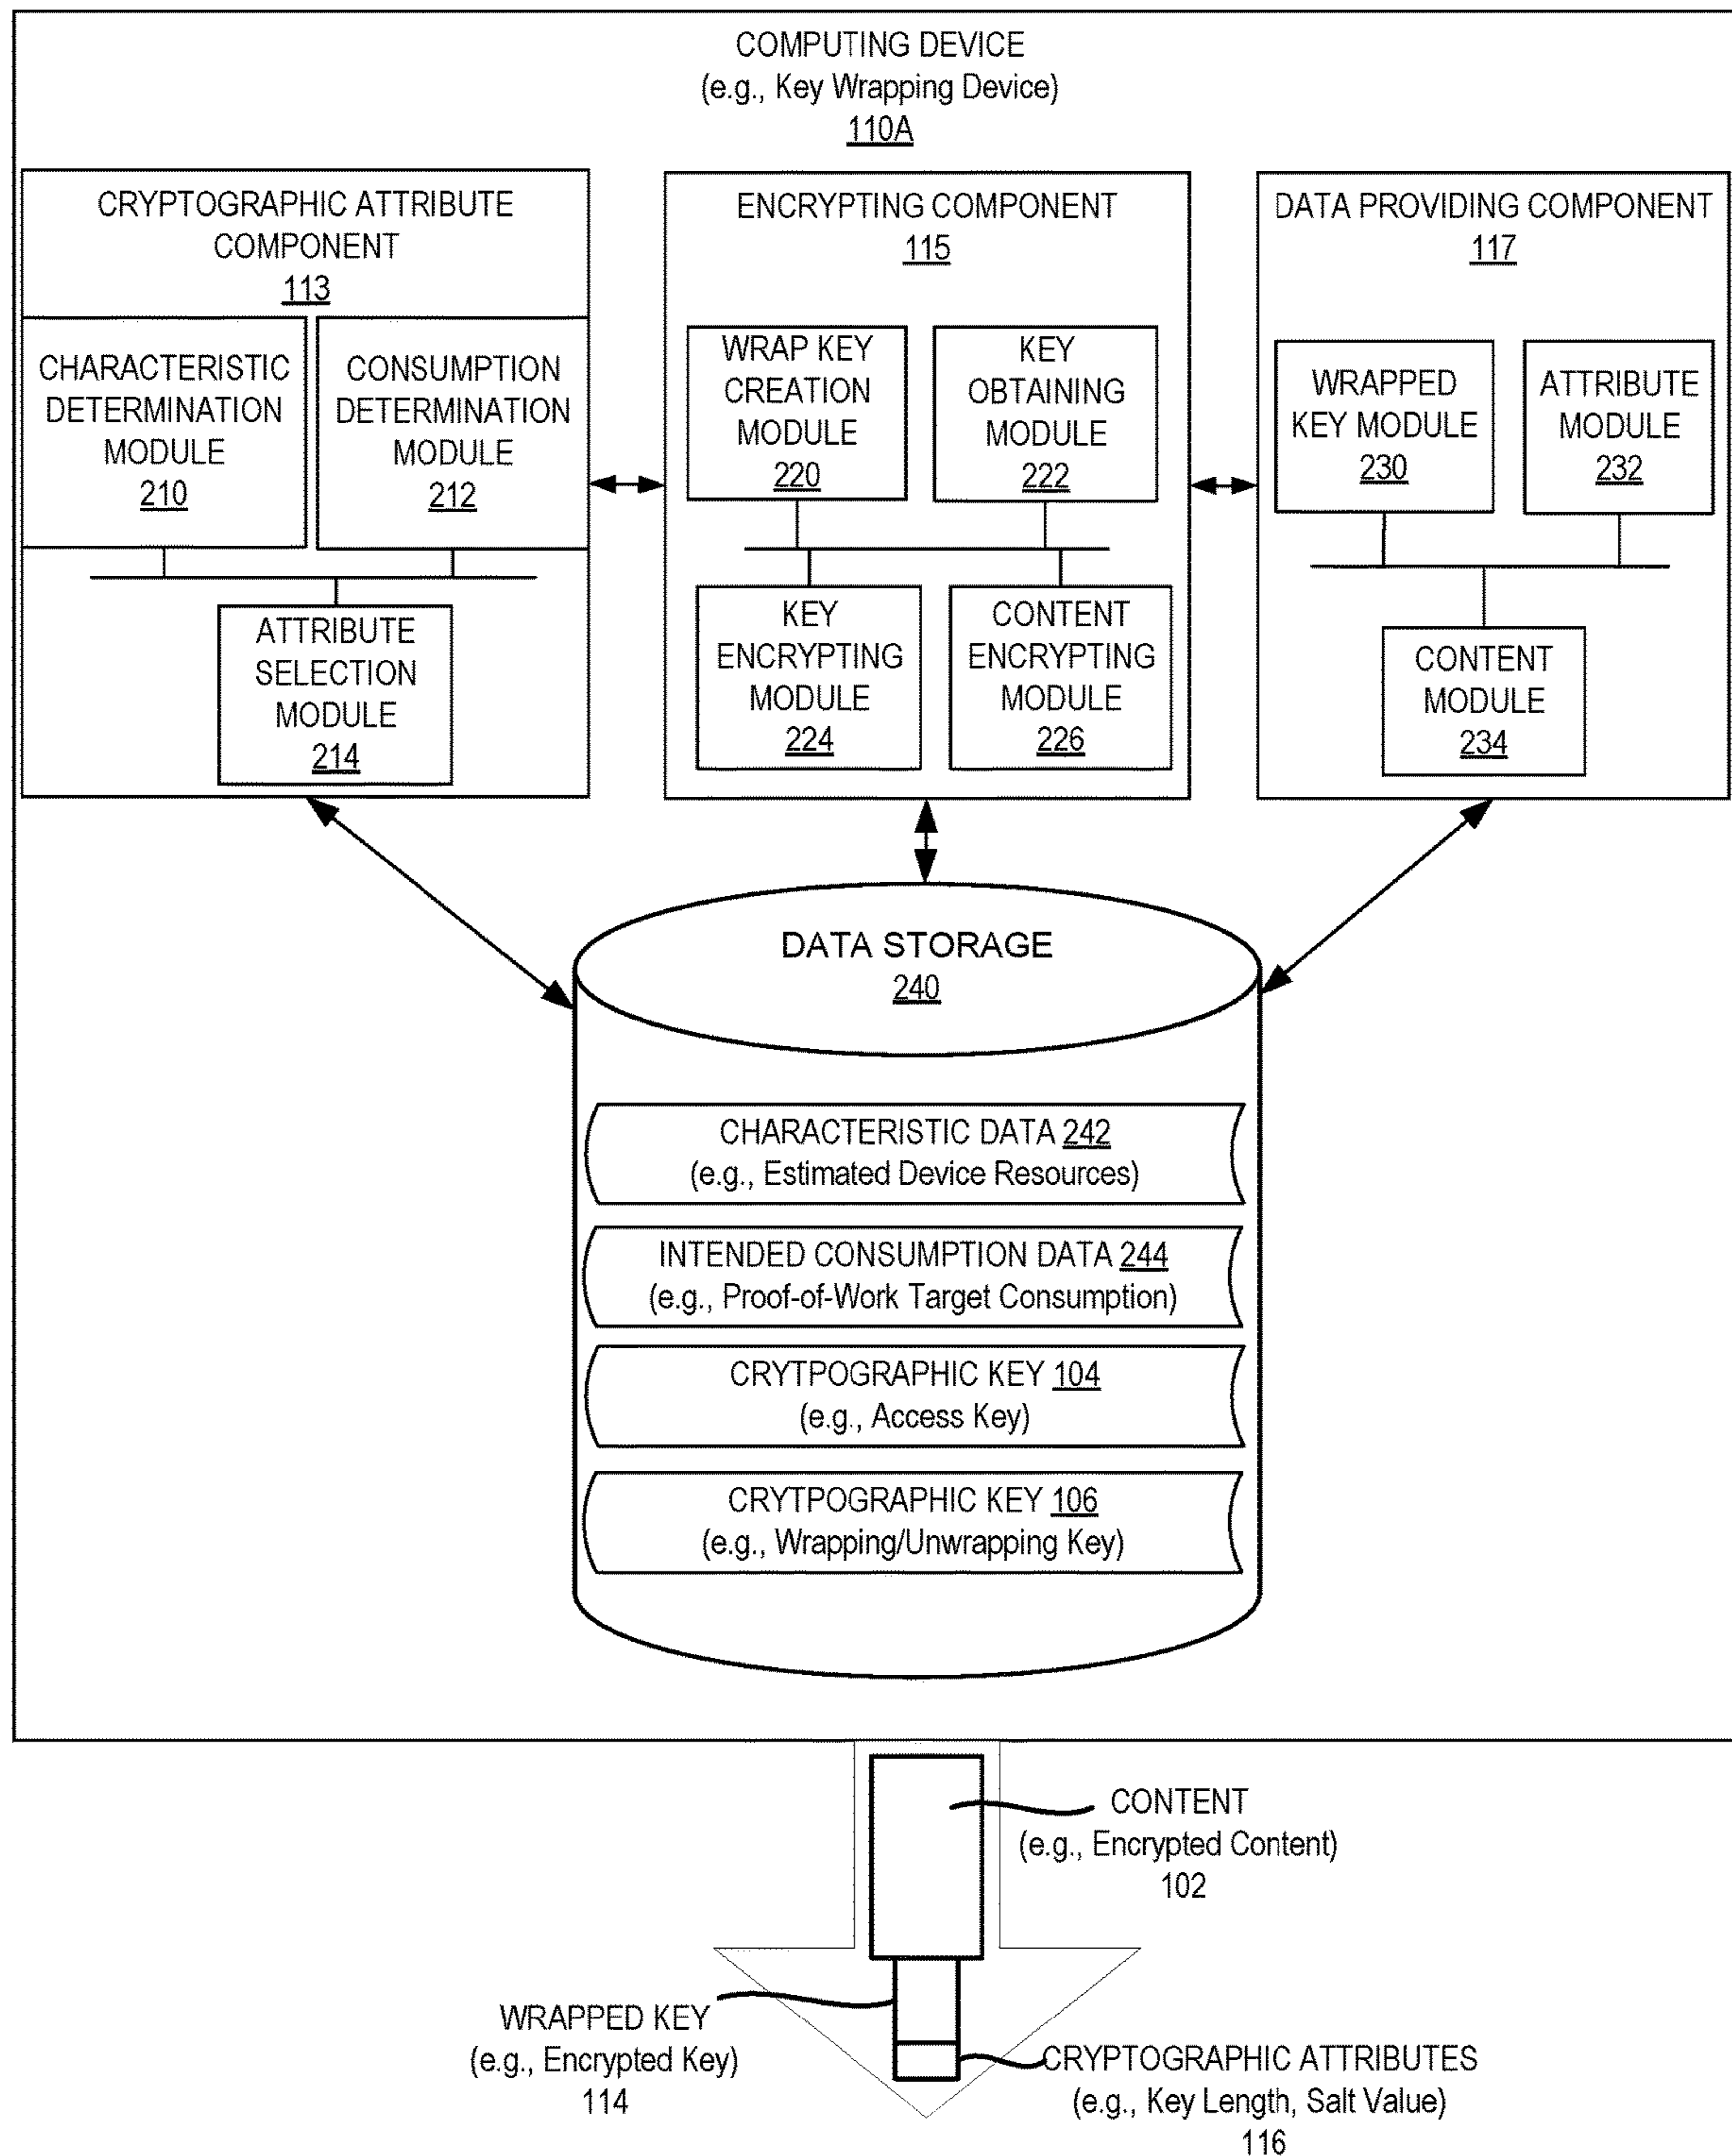 COMPUTING DEVICE
(e.g., Key Wrapping Device)
110A
CRYPTOGRAPHIC ATTRIBUTE
COMPONENT
113
CHARACTERISTIC
DETERMINATION
MODULE
210
CONSUMPTION
DETERMINATION
MODULE
212
ATTRIBUTE
SELECTION
MODULE
214
ENCRYPTING COMPONENT
115
WRAP KEY
CREATION
MODULE
220
KEY
OBTAINING
MODULE
222
KEY
ENCRYPTING
MODULE
224
CONTENT
ENCRYPTING
MODULE
226
DATA PROVIDING COMPONENT
117
WRAPPED
KEY MODULE
230
ATTRIBUTE
MODULE
232
CONTENT
MODULE
234
DATA STORAGE
240
CHARACTERISTIC DATA 242
(e.g., Estimated Device Resources)
INTENDED CONSUMPTION DATA 244
(e.g., Proof-of-Work Target Consumption)
CRYTPOGRAPHIC KEY 104
(e.g., Access Key)
CRYTPOGRAPHIC KEY 106
(e.g., Wrapping/Unwrapping Key)
CONTENT
(e.g., Encrypted Content)
102
WRAPPED KEY
(e.g., Encrypted Key)
114
CRYPTOGRAPHIC ATTRIBUTES
(e.g., Key Length, Salt Value)
116